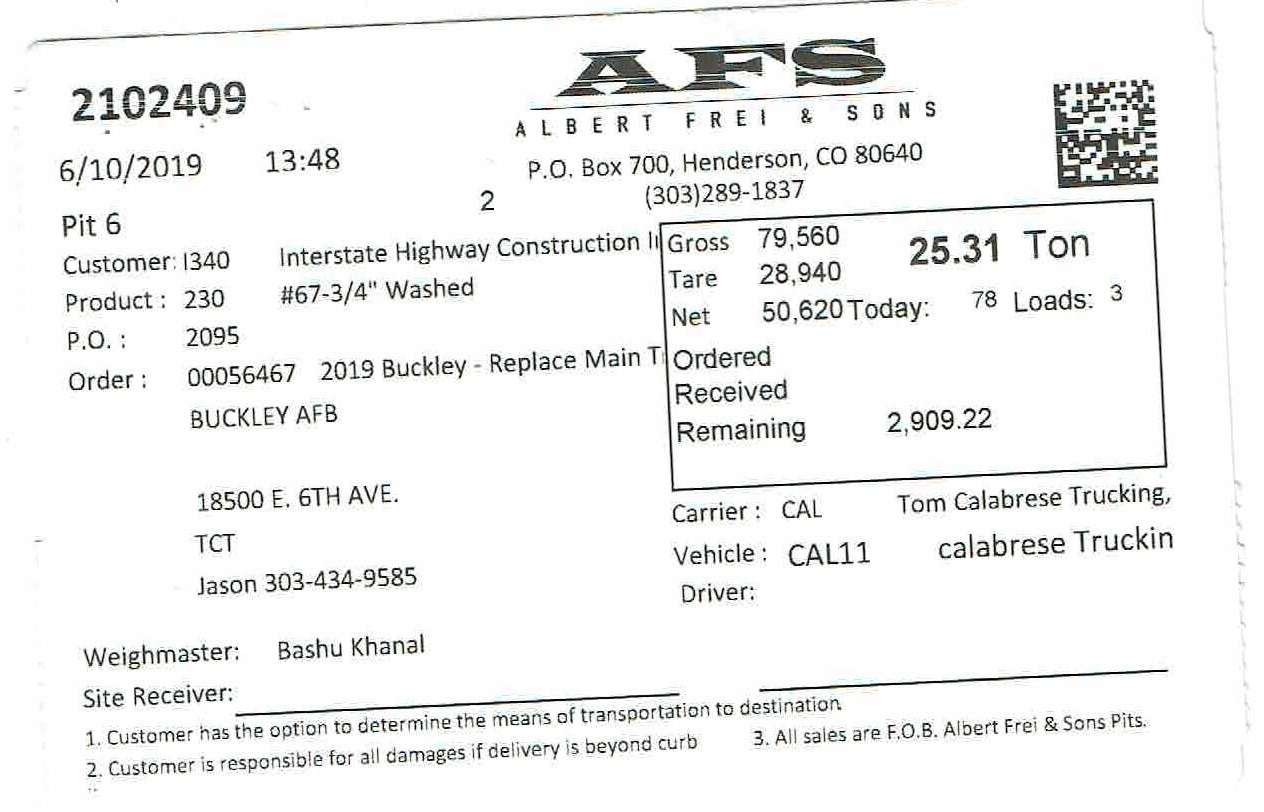 2102409
AFS
ALBERT FREI & SONS
6/10/2019 13:48
P.O. Box 700, Henderson, CO 80640
2 (303)289-1837
Pit 6
Customer: I340 Interstate Highway Construction I
Product : 230 #67-3/4" Washed
P.O. : 2095
Order : 00056467 2019 Buckley - Replace Main T
BUCKLEY AFB
18500 E. 6TH AVE.
TCT
Jason 303-434-9585
Gross 79,560 25.31 Ton
Tare 28,940
Net 50,620 Today: 78 Loads: 3
Ordered
Received
Remaining 2,909.22
Carrier : CAL Tom Calabrese Trucking,
Vehicle : CAL11 calabrese Truckin
Driver:
Weighmaster: Bashu Khanal
Site Receiver:
1. Customer has the option to determine the means of transportation to destination
2. Customer is responsible for all damages if delivery is beyond curb
3. All sales are F.O.B. Albert Frei & Sons Pits.